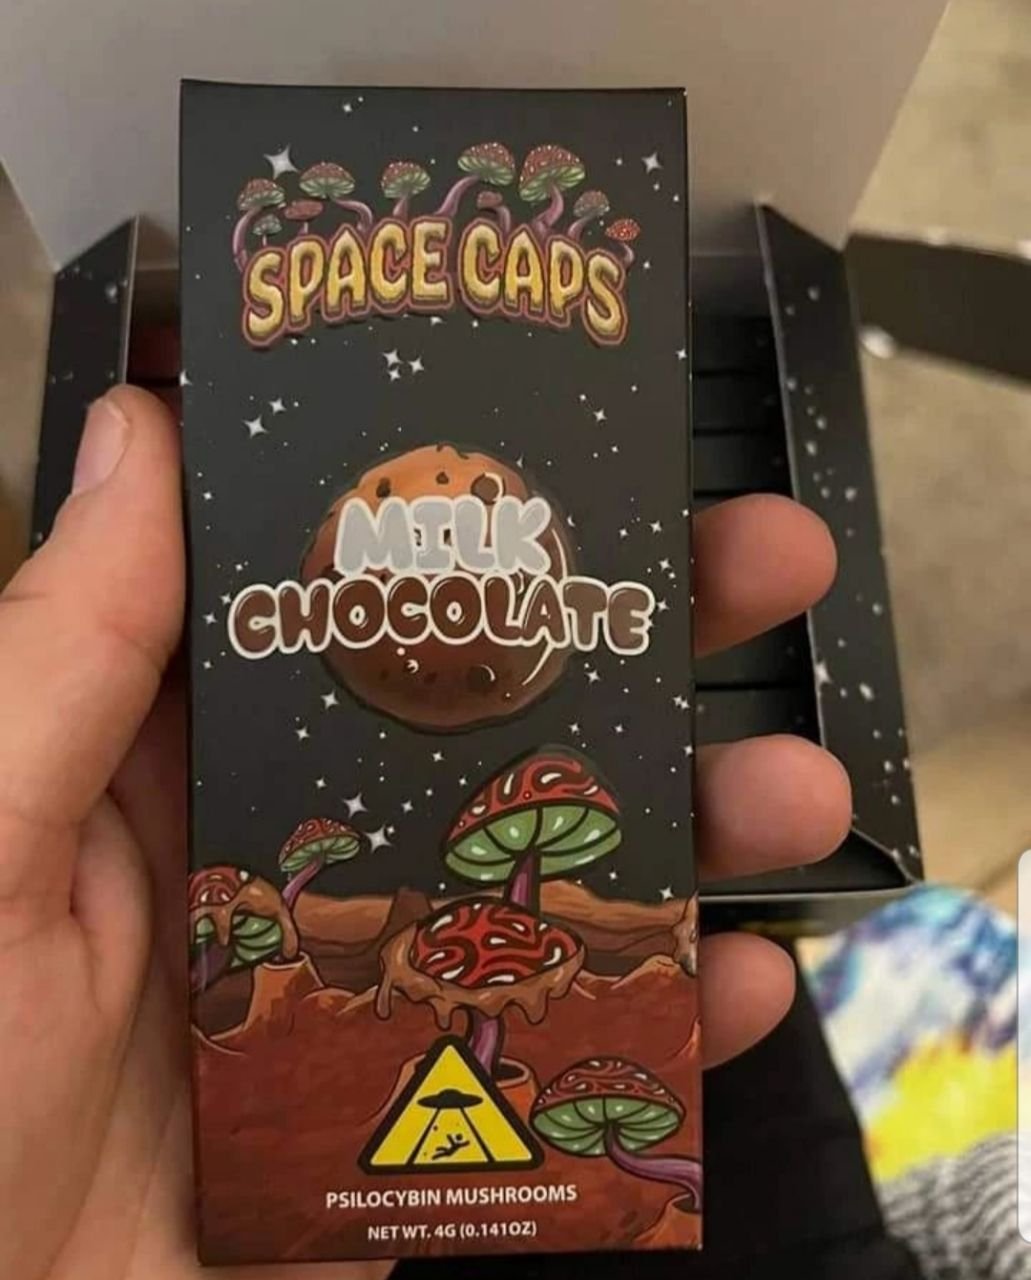 SPACE CAPS
MILK
CHOCOLATE
PSILOCYBIN MUSHROOMS
NET WT. 4G (0.141OZ)